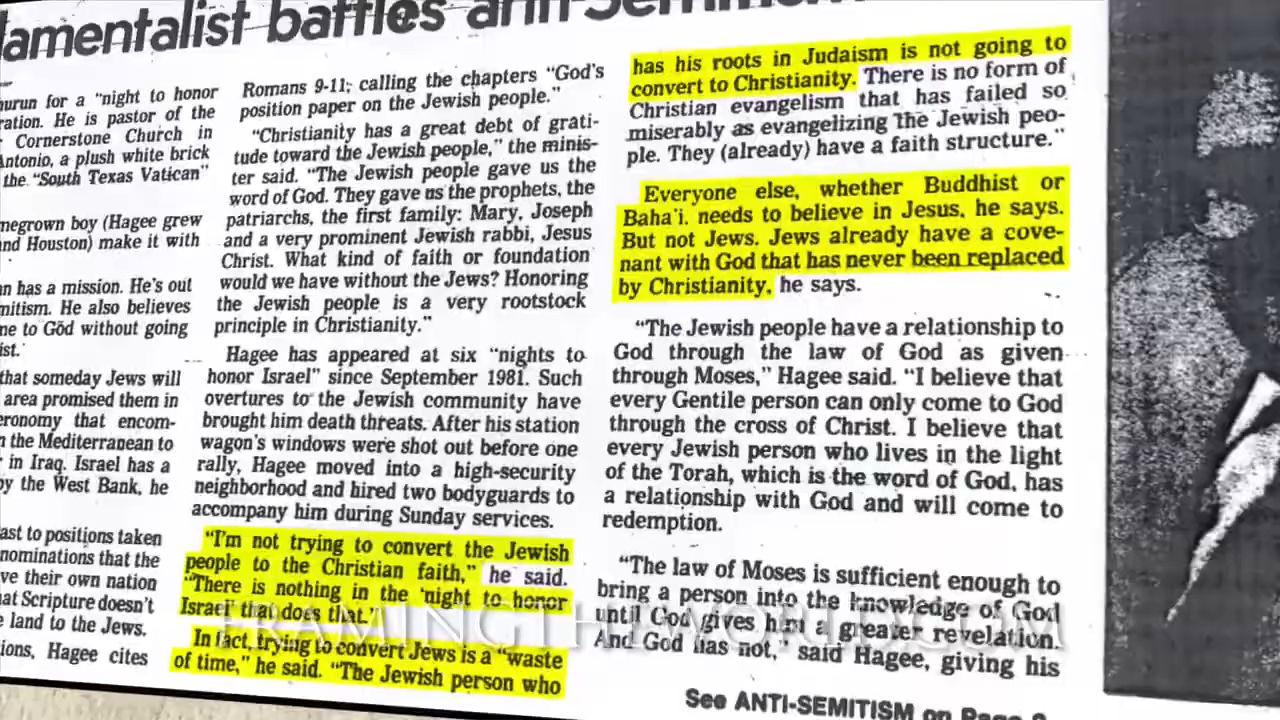 lamentalist battles anti-Semitism
hurun for a "night to honor
ration. He is pastor of the
Cornerstone Church in
Antonio, a plush white brick
the "South Texas Vatican"
megrown boy (Hagee grew
and Houston) make it with
an has a mission. He's out
mitism. He also believes
me to God without going
ist.
that someday Jews will
area promised them in
eronomy that encom-
n the Mediterranean to
in Iraq. Israel has a
by the West Bank, he
ast to positions taken
nominations that the
ve their own nation
hat Scripture doesn't
e land to the Jews.
ions, Hagee cites
Romans 9-11; calling the chapters "God's
position paper on the Jewish people."
"Christianity has a great debt of grati-
tude toward the Jewish people," the minis-
ter said. "The Jewish people gave us the
word of God. They gave us the prophets, the
patriarchs, the first family: Mary, Joseph
and a very prominent Jewish rabbi, Jesus
Christ. What kind of faith or foundation
would we have without the Jews? Honoring
the Jewish people is a very rootstock
principle in Christianity."
Hagee has appeared at six "nights to
honor Israel" since September 1981. Such
overtures to the Jewish community have
brought him death threats. After his station
wagon's windows were shot out before one
rally, Hagee moved into a high-security
neighborhood and hired two bodyguards to
accompany him during Sunday services.
"I'm not trying to convert the Jewish
people to the Christian faith," he said.
"There is nothing in the 'night to honor
Israel' that does that."
In fact, trying to convert Jews is a "waste
of time," he said. "The Jewish person who
has his roots in Judaism is not going to
convert to Christianity. There is no form of
Christian evangelism that has failed so
miserably as evangelizing the Jewish peo-
ple. They (already) have a faith structure."
Everyone else, whether Buddhist or
Baha'i, needs to believe in Jesus, he says.
But not Jews. Jews already have a cove-
nant with God that has never been replaced
by Christianity, he says.
"The Jewish people have a relationship to
God through the law of God as given
through Moses," Hagee said. "I believe that
every Gentile person can only come to God
through the cross of Christ. I believe that
every Jewish person who lives in the light
of the Torah, which is the word of God, has
a relationship with God and will come to
redemption.
"The law of Moses is sufficient enough to
bring a person into the knowledge of God
until God gives him a greater revelation.
And God has not," said Hagee, giving his
See ANTI-SEMITISM on Page
FRAMINGTHEWORLD.COM